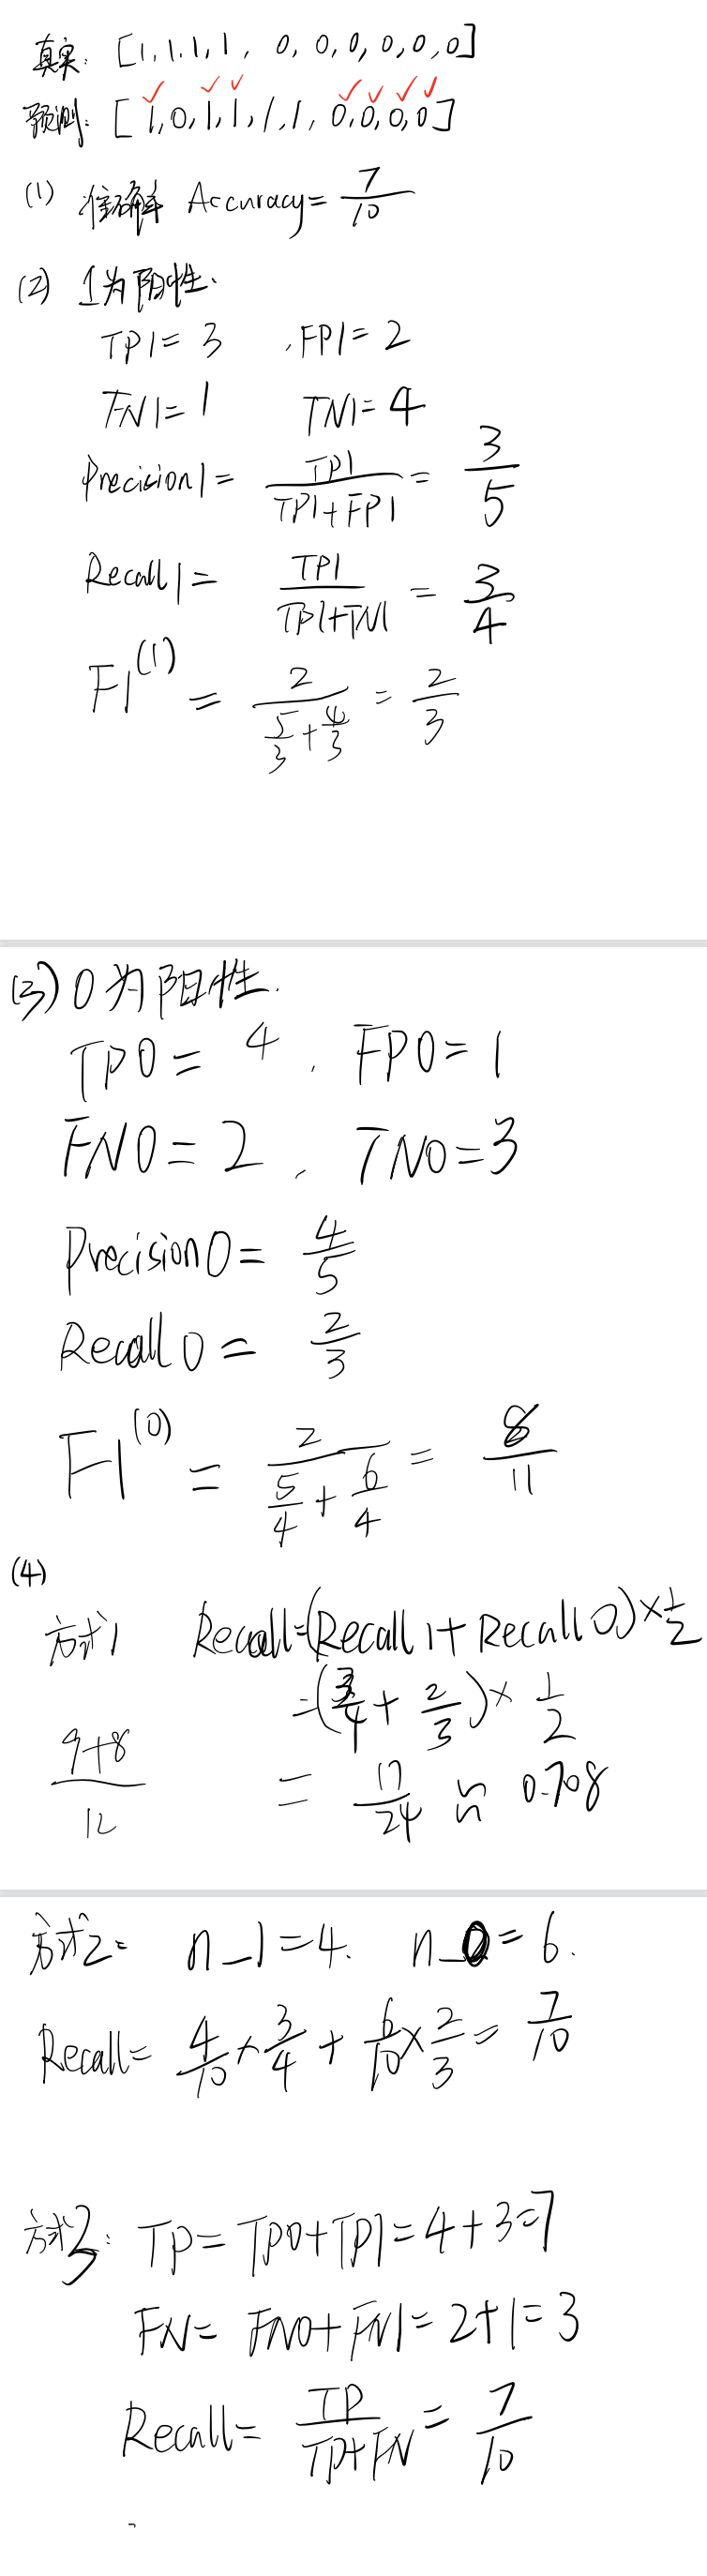 真实: [1, 1, 1, 1, 0, 0, 0, 0, 0, 0]
预测: [1, 0, 1, 1, 1, 1, 0, 0, 0, 0]
(1) 准确率 Accuracy = 7/10
(2) 1为阳性.
TP1 = 3 , FP1 = 2
FN1 = 1 TN1 = 4
Precision1 = TP1/(TP1+FP1) = 3/5
Recall1 = TP1/(TP1+TN1) = 3/4
F1^(1) = 2/(5/3 + 4/3) = 2/3
(3) 0为阳性.
TP0 = 4 , FP0 = 1
FN0 = 2 , TN0 = 3
Precision0 = 4/5
Recall0 = 2/3
F1^(0) = 2/(5/4 + 6/4) = 8/11
(4)
方式1 Recall = (Recall1 + Recall0) × 1/2
= (3/4 + 2/3) × 1/2
(9+8)/12
= 17/24 ≈ 0.708
方式2: n_1 = 4. n_0 = 6.
Recall = 4/10 × 3/4 + 6/10 × 2/3 = 7/10
方式3: TP = TP0 + TP1 = 4 + 3 = 7
FN = FN0 + FN1 = 2 + 1 = 3
Recall = TP/(TP+FN) = 7/10